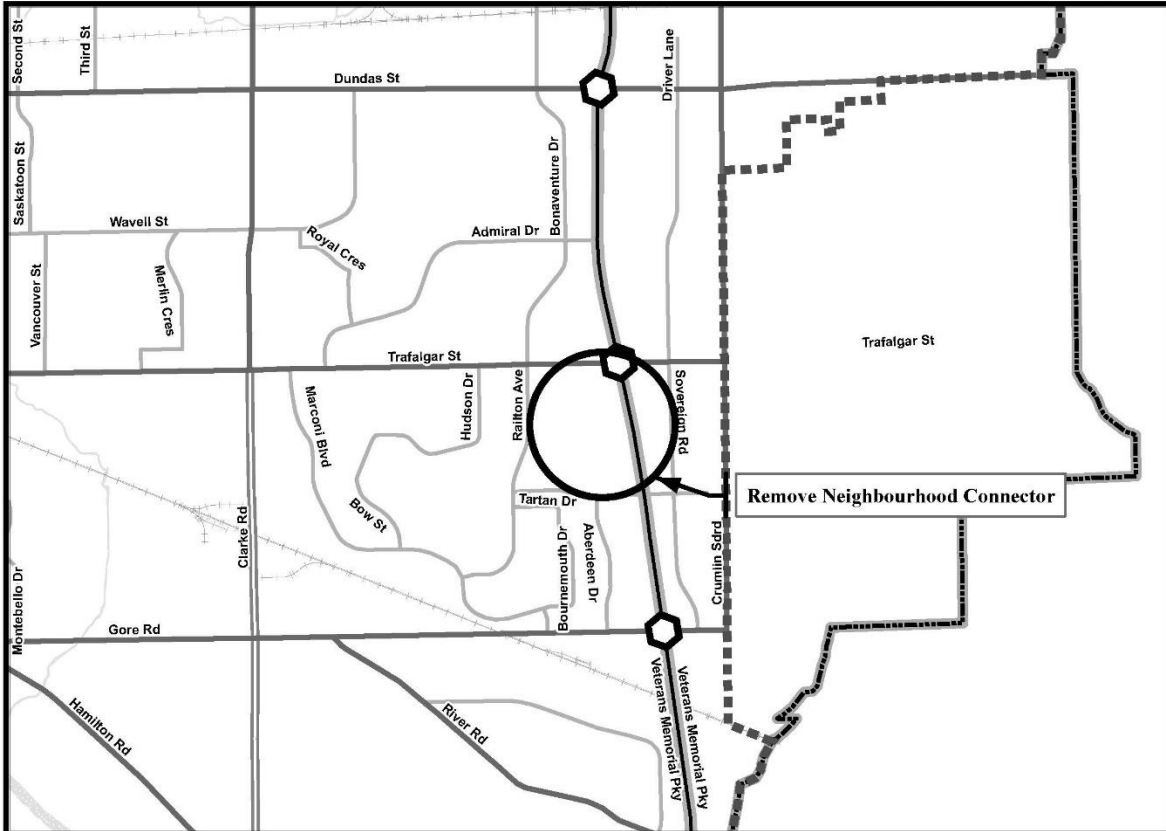 Second St
Third St
Driver Lane
Dundas St
Saskatoon St
Bonaventure Dr
Wavell St
Admiral Dr
Royal Cres
Vancouver St
Merlin Cres
Trafalgar St
Trafalgar St
Marconi Blvd
Hudson Dr
Railton Ave
Sovereign Rd
Remove Neighbourhood Connector
Tartan Dr
Bow St
Clarke Rd
Bournemouth Dr
Aberdeen Dr
Crumlin Sdrd
Montebello Dr
Gore Rd
Veterans Memorial Pky
Veterans Memorial Pky
Hamilton Rd
River Rd